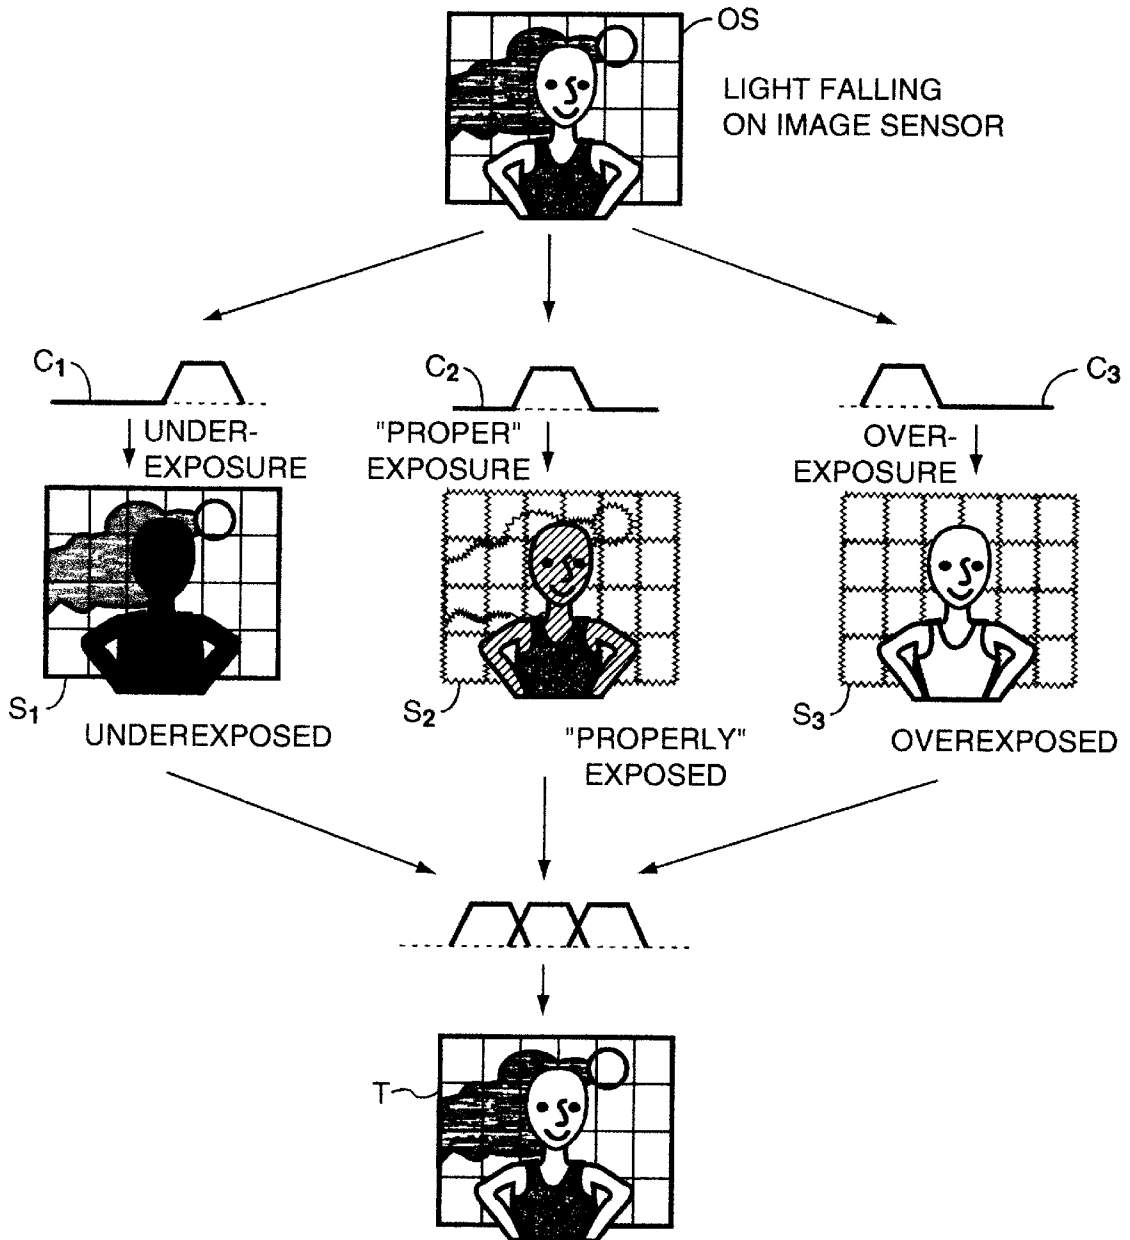 OS
LIGHT FALLING
ON IMAGE SENSOR
C1
C2
C3
UNDER-
EXPOSURE
"PROPER"
EXPOSURE
OVER-
EXPOSURE
S1
UNDEREXPOSED
S2
"PROPERLY"
EXPOSED
S3
OVEREXPOSED
T